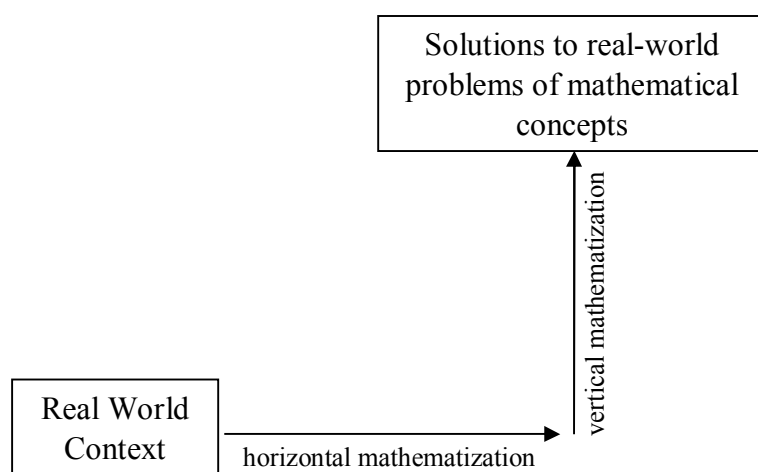 Solutions to real-world
problems of mathematical
concepts
vertical mathematization
Real World
Context
horizontal mathematization